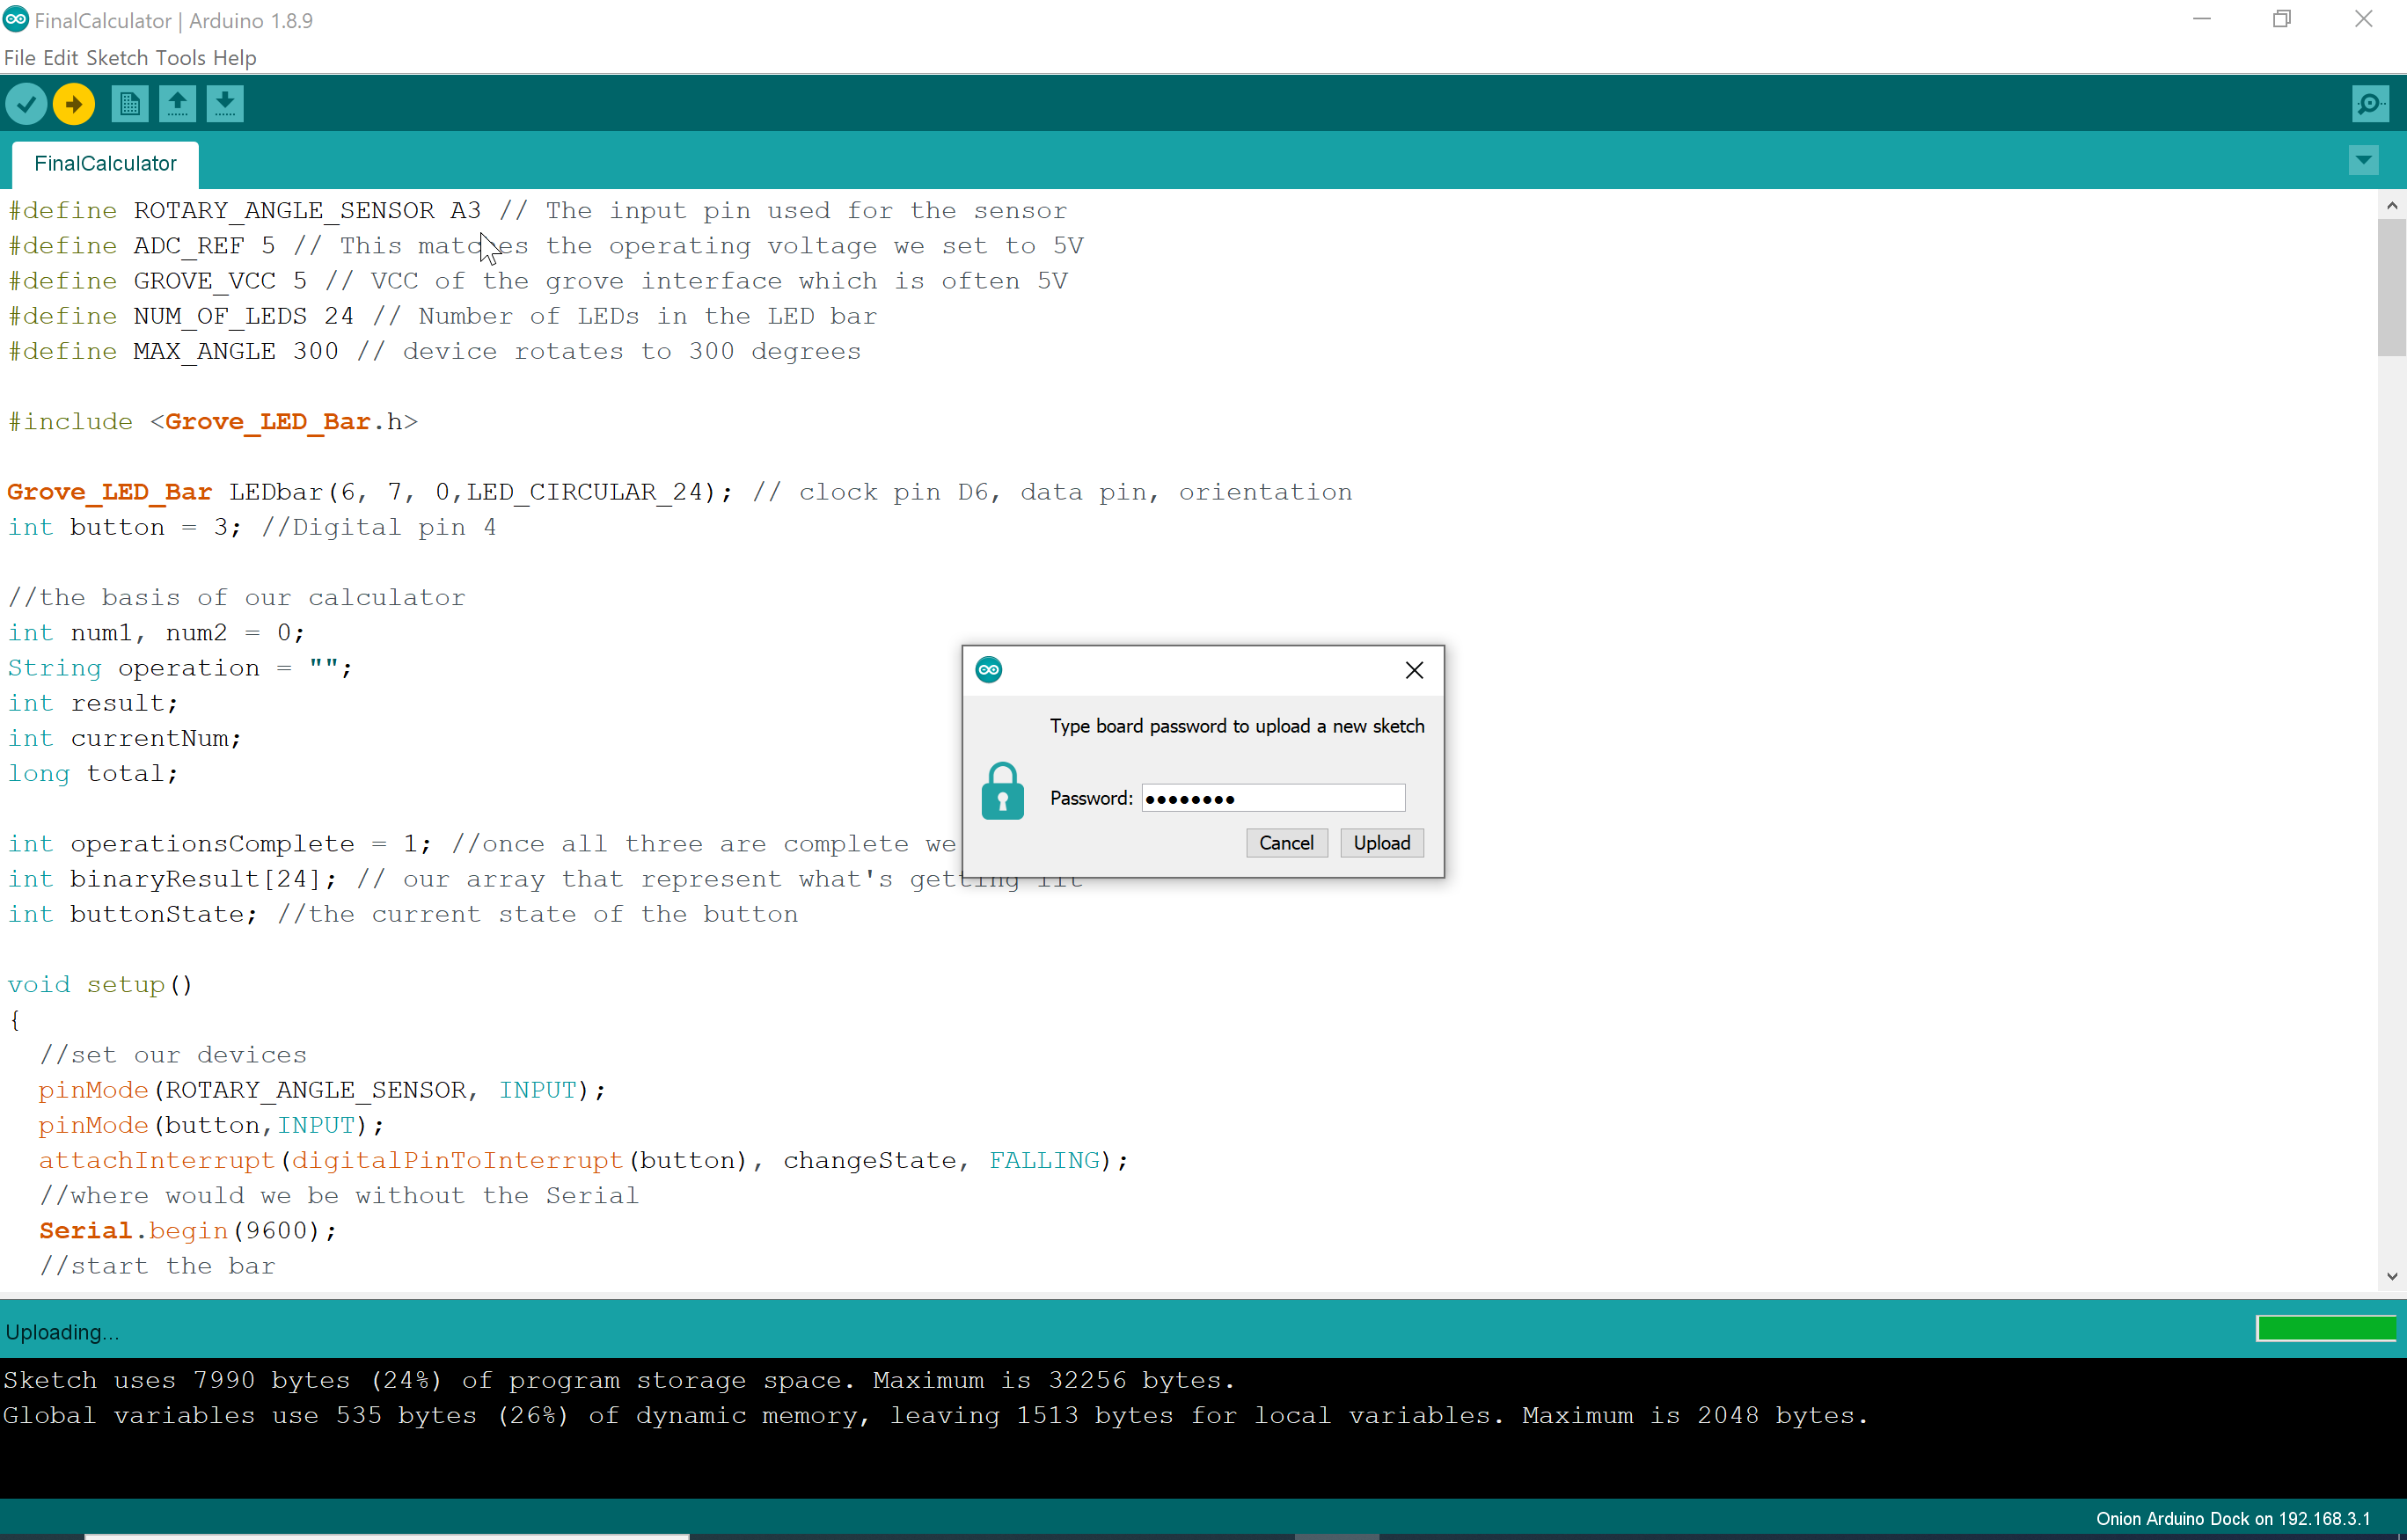 FinalCalculator | Arduino 1.8.9
File Edit Sketch Tools Help
FinalCalculator
#define ROTARY_ANGLE_SENSOR A3 // The input pin used for the sensor
#define ADC_REF 5 // This matches the operating voltage we set to 5V
#define GROVE_VCC 5 // VCC of the grove interface which is often 5V
#define NUM_OF_LEDS 24 // Number of LEDs in the LED bar
#define MAX_ANGLE 300 // device rotates to 300 degrees
#include <Grove_LED_Bar.h>
Grove_LED_Bar LEDbar(6, 7, 0,LED_CIRCULAR_24); // clock pin D6, data pin, orientation
int button = 3; //Digital pin 4
//the basis of our calculator
int num1, num2 = 0;
String operation = "";
int result;
int currentNum;
long total;
int operationsComplete = 1; //once all three are complete we
int binaryResult[24]; // our array that represent what's getting lit
int buttonState; //the current state of the button
void setup()
{
//set our devices
pinMode(ROTARY_ANGLE_SENSOR, INPUT);
pinMode(button,INPUT);
attachInterrupt(digitalPinToInterrupt(button), changeState, FALLING);
//where would we be without the Serial
Serial.begin(9600);
//start the bar
Type board password to upload a new sketch
Password: ●●●●●●●●
Cancel Upload
Uploading...
Sketch uses 7990 bytes (24%) of program storage space. Maximum is 32256 bytes.
Global variables use 535 bytes (26%) of dynamic memory, leaving 1513 bytes for local variables. Maximum is 2048 bytes.
Onion Arduino Dock on 192.168.3.1